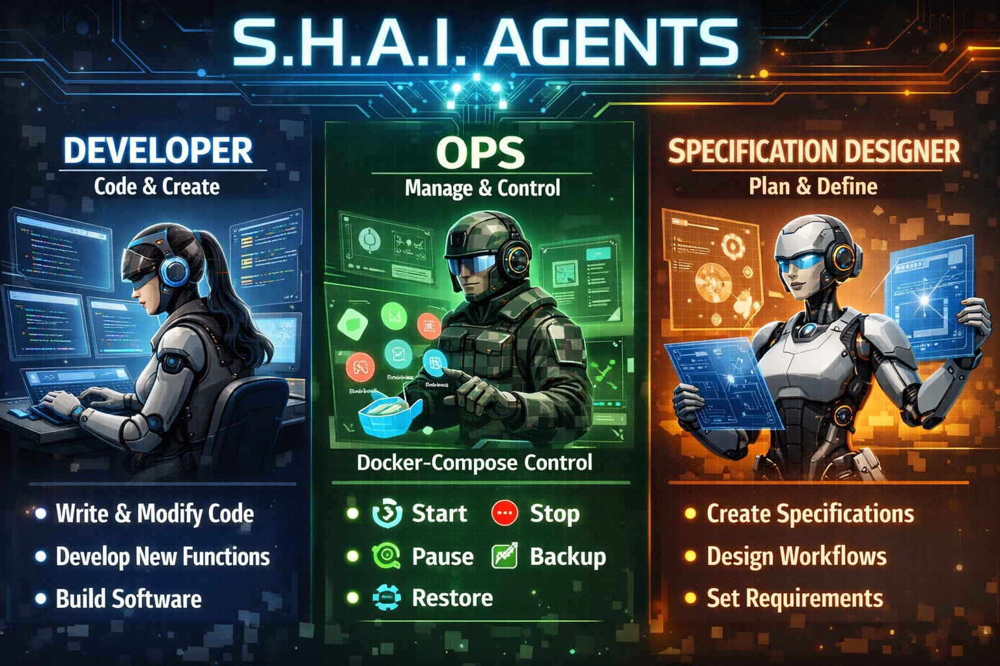 S.H.A.I. AGENTS
DEVELOPER
Code & Create
Write & Modify Code
Develop New Functions
Build Software
OPS
Manage & Control
Docker-Compose Control
Start
Stop
Pause
Backup
Restore
SPECIFICATION DESIGNER
Plan & Define
Create Specifications
Design Workflows
Set Requirements